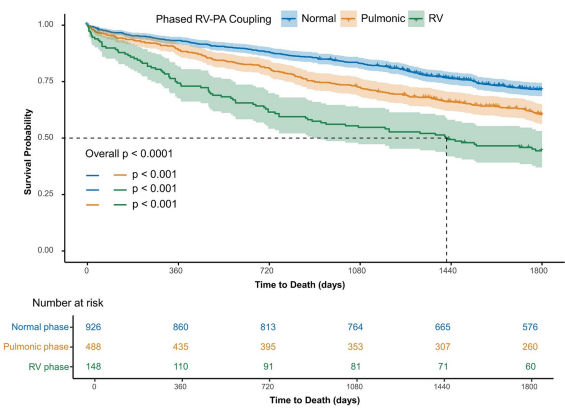 Phased RV-PA Coupling Normal Pulmonic RV
1.00
0.75
0.50
0.25
0.00
Survival Probability
Overall p < 0.0001
p < 0.001
p < 0.001
p < 0.001
0 360 720 1080 1440 1800
Time to Death (days)
Number at risk
Normal phase 926 860 813 764 665 576
Pulmonic phase 488 435 395 353 307 260
RV phase 148 110 91 81 71 60
0 360 720 1080 1440 1800
Time to Death (days)